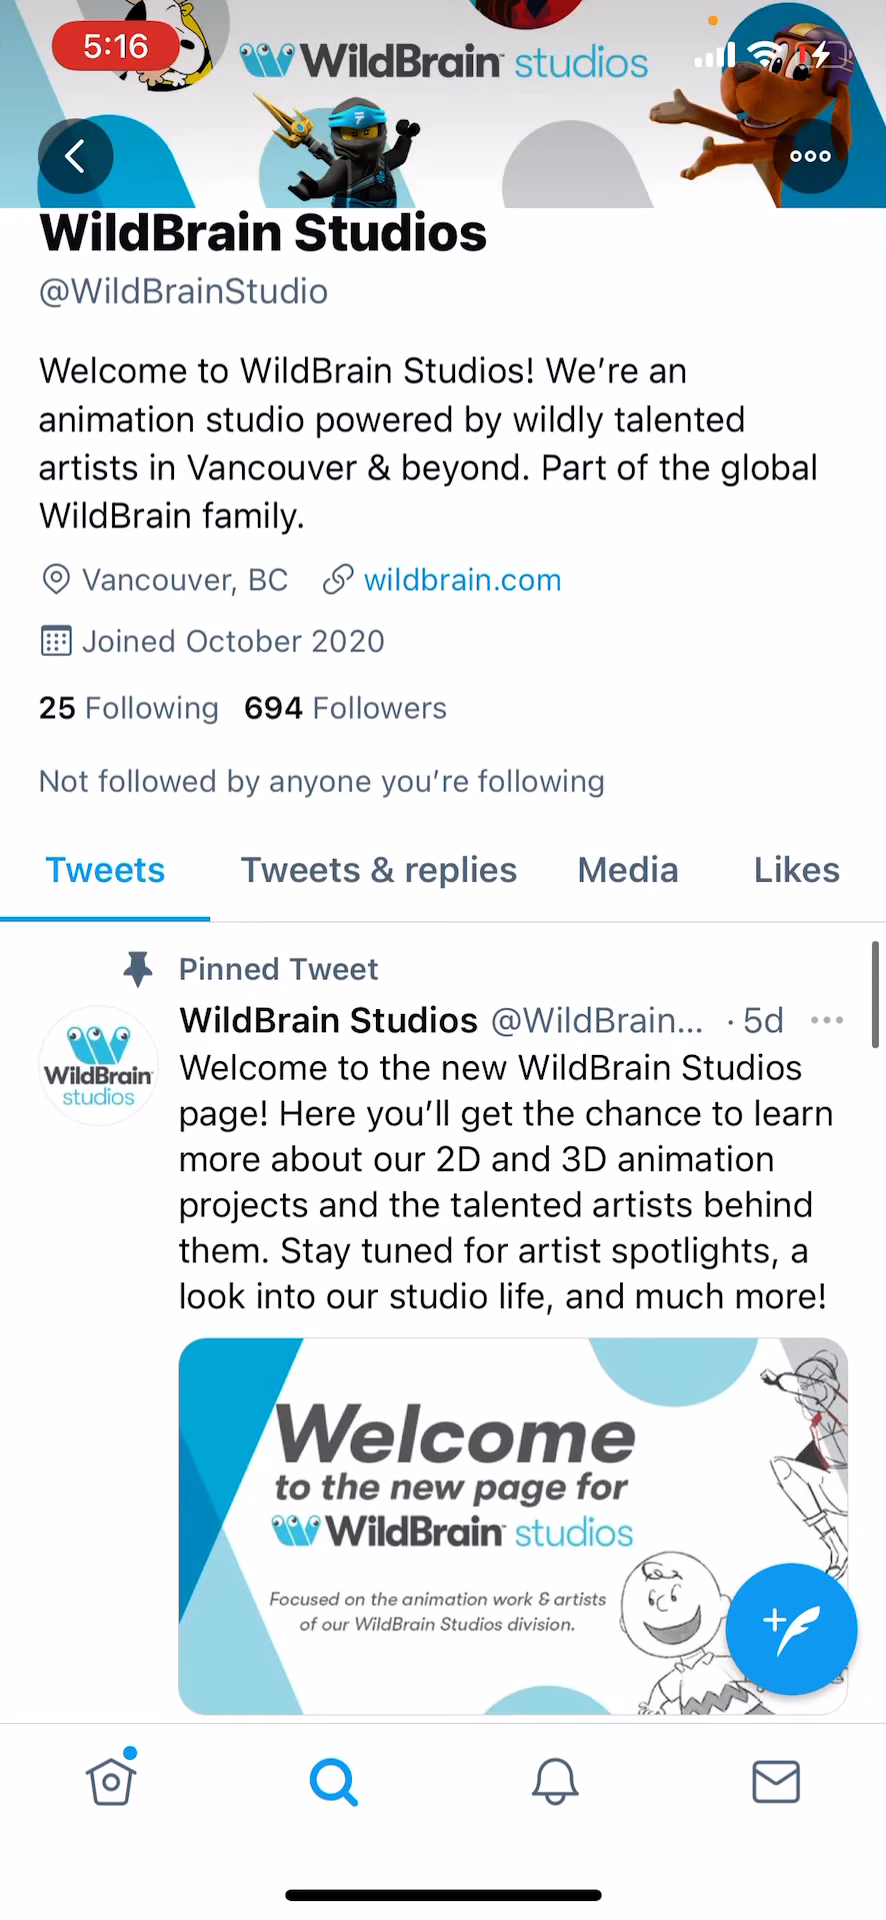 5:16
WildBrain studios
WildBrain Studios
@WildBrainStudio
Welcome to WildBrain Studios! We’re an
animation studio powered by wildly talented
artists in Vancouver & beyond. Part of the global
WildBrain family.
Vancouver, BC wildbrain.com
Joined October 2020
25 Following 694 Followers
Not followed by anyone you’re following
Tweets Tweets & replies Media Likes
Pinned Tweet
WildBrain Studios @WildBrain... · 5d
WildBrain
studios
Welcome to the new WildBrain Studios
page! Here you’ll get the chance to learn
more about our 2D and 3D animation
projects and the talented artists behind
them. Stay tuned for artist spotlights, a
look into our studio life, and much more!
Welcome
to the new page for
WildBrain studios
Focused on the animation work & artists
of our WildBrain Studios division.